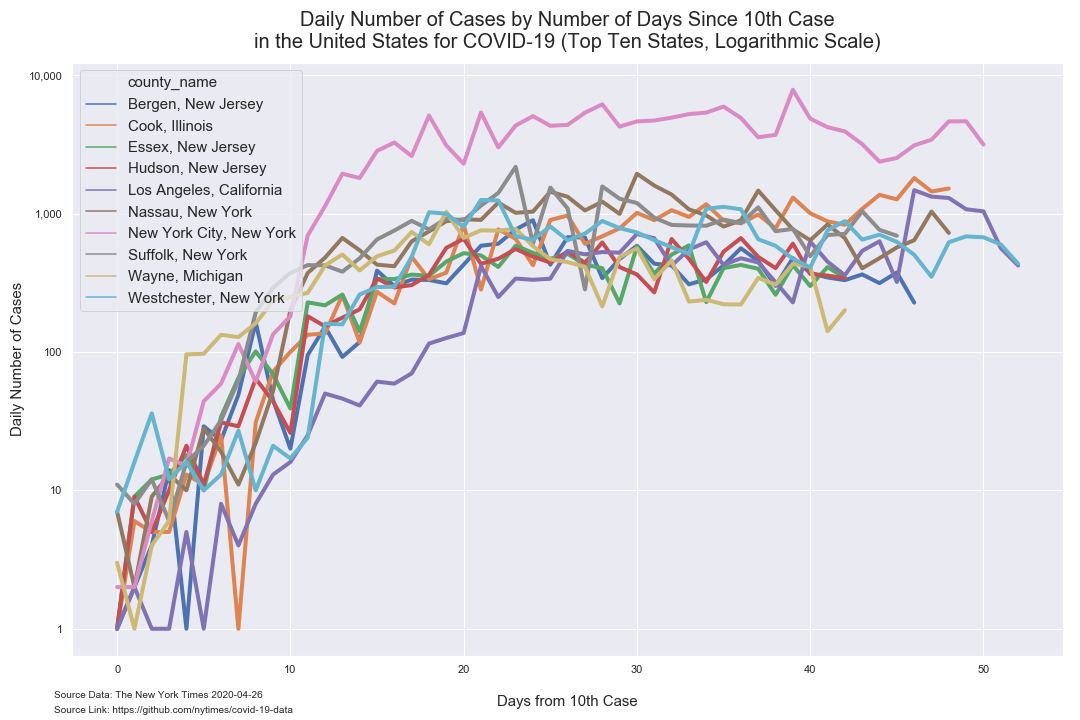 Daily Number of Cases by Number of Days Since 10th Case
in the United States for COVID-19 (Top Ten States, Logarithmic Scale)
county_name
Bergen, New Jersey
Cook, Illinois
Essex, New Jersey
Hudson, New Jersey
Los Angeles, California
Nassau, New York
New York City, New York
Suffolk, New York
Wayne, Michigan
Westchester, New York
Daily Number of Cases
10,000
1,000
100
10
1
0
10
20
30
40
50
Days from 10th Case
Source Data: The New York Times 2020-04-26
Source Link: https://github.com/nytimes/covid-19-data